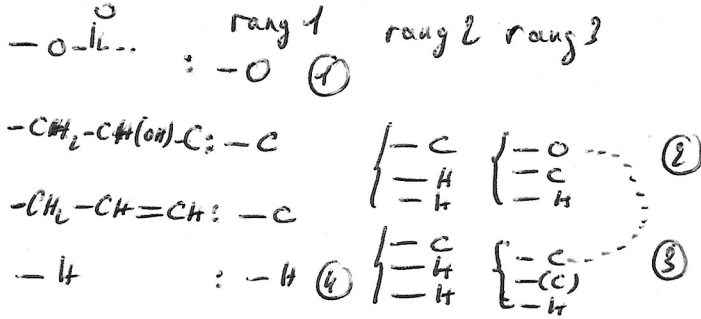 O
rang 1 rang 2 rang 3
-O-C...
: -O ①
-CH2-CH(OH)-C: -C { -C { -O ②
-H -C
-H -H
-CH2-CH=CH: -C { -C { -C ③
-H -(C)
-H -H
-H : -H ④